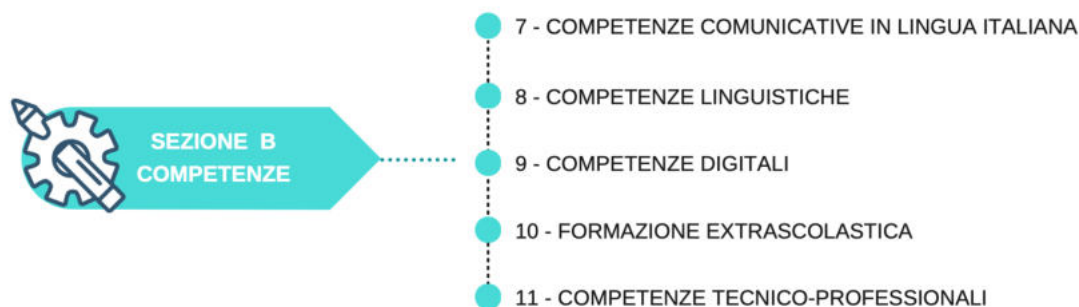 SEZIONE B
COMPETENZE
7 - COMPETENZE COMUNICATIVE IN LINGUA ITALIANA
8 - COMPETENZE LINGUISTICHE
9 - COMPETENZE DIGITALI
10 - FORMAZIONE EXTRASCOLASTICA
11 - COMPETENZE TECNICO-PROFESSIONALI